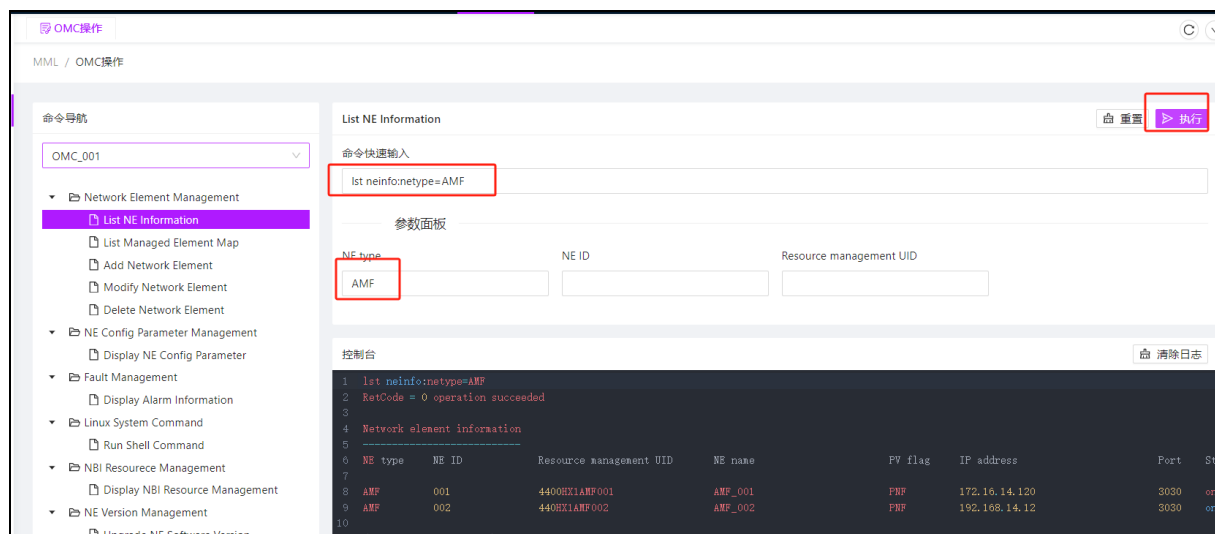 OMC操作
MML / OMC操作
命令导航
OMC_001
Network Element Management
List NE Information
List Managed Element Map
Add Network Element
Modify Network Element
Delete Network Element
NE Config Parameter Management
Display NE Config Parameter
Fault Management
Display Alarm Information
Linux System Command
Run Shell Command
NBI Resourece Management
Display NBI Resource Management
NE Version Management
Upgrade NE Software Version
List NE Information
重置
执行
命令快速输入
lst neinfo:netype=AMF
参数面板
NE type NE ID Resource management UID
AMF
控制台
清除日志
1 lst neinfo:netype=AMF
2 RetCode = 0 operation succeeded
3
4 Network element information
5 ---------------------------
6 NE type NE ID Resource management UID NE name PV flag IP address Port St
7
8 AMF 001 4400HX1AMF001 AMF_001 PNF 172.16.14.120 3030 on
9 AMF 002 440HX1AMF002 AMF_002 PNF 192.168.14.12 3030 on
10